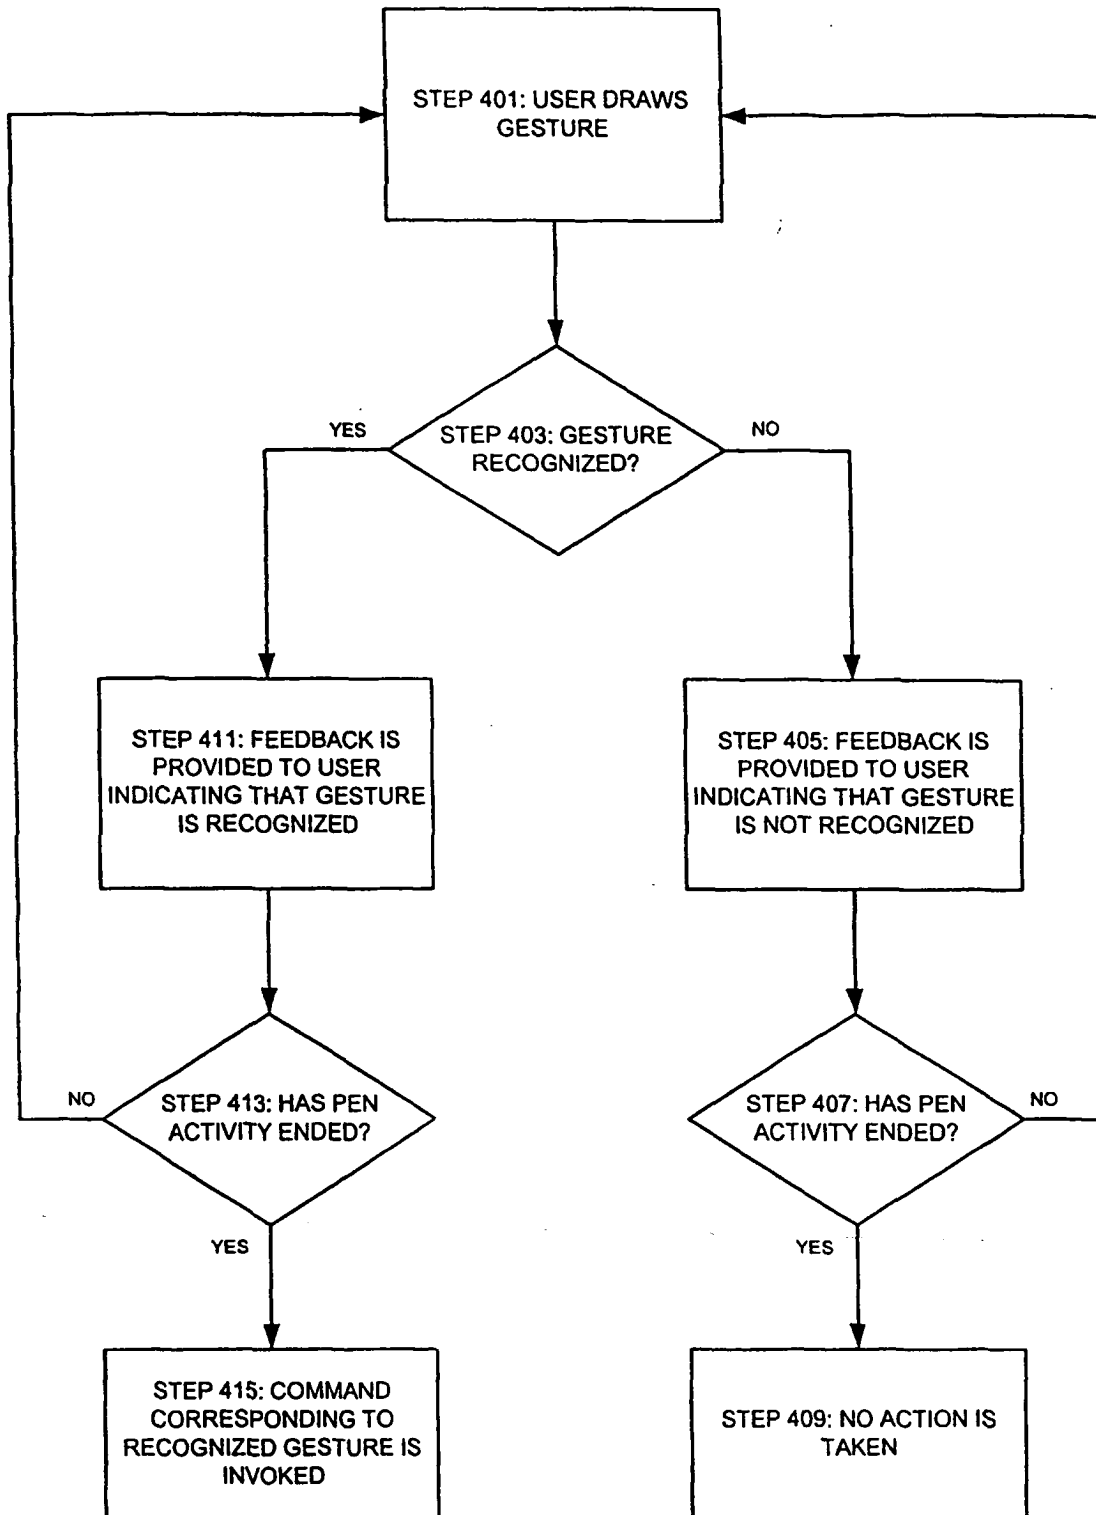 STEP 401: USER DRAWS
GESTURE
YES
STEP 403: GESTURE
RECOGNIZED?
NO
STEP 411: FEEDBACK IS
PROVIDED TO USER
INDICATING THAT GESTURE
IS RECOGNIZED
STEP 405: FEEDBACK IS
PROVIDED TO USER
INDICATING THAT GESTURE
IS NOT RECOGNIZED
NO
STEP 413: HAS PEN
ACTIVITY ENDED?
STEP 407: HAS PEN
ACTIVITY ENDED?
NO
YES
YES
STEP 415: COMMAND
CORRESPONDING TO
RECOGNIZED GESTURE IS
INVOKED
STEP 409: NO ACTION IS
TAKEN